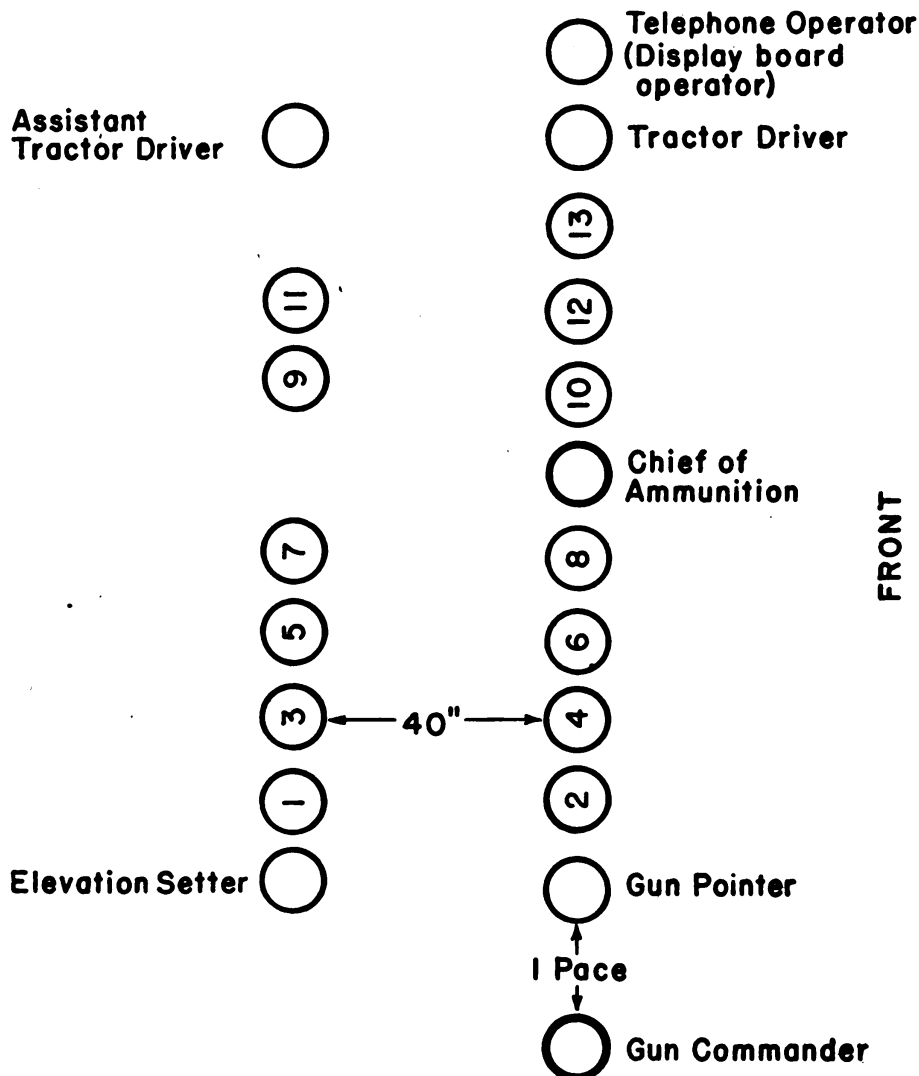 Telephone Operator
(Display board
operator)
Assistant
Tractor Driver
Tractor Driver
13
11
12
9
10
Chief of
Ammunition
FRONT
7
8
5
6
3
40"
4
1
2
Elevation Setter
Gun Pointer
1 Pace
Gun Commander